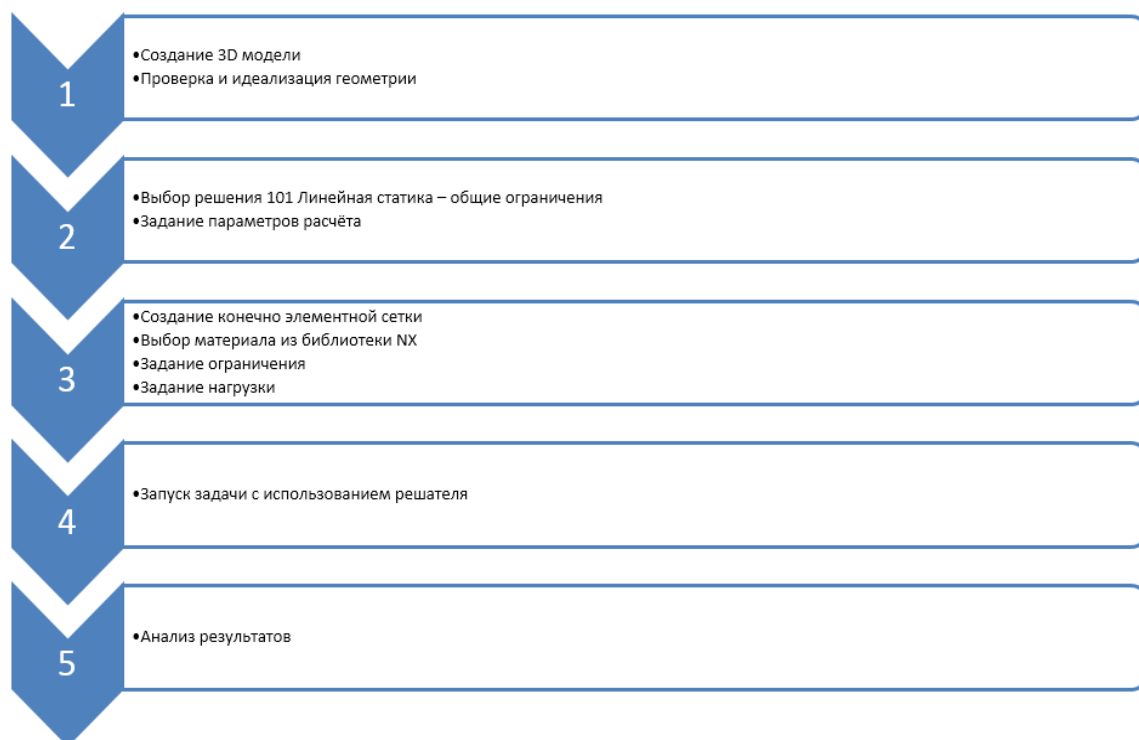 1
•Создание 3D модели
•Проверка и идеализация геометрии
2
•Выбор решения 101 Линейная статика – общие ограничения
•Задание параметров расчёта
3
•Создание конечно элементной сетки
•Выбор материала из библиотеки NX
•Задание ограничения
•Задание нагрузки
4
•Запуск задачи с использованием решателя
5
•Анализ результатов